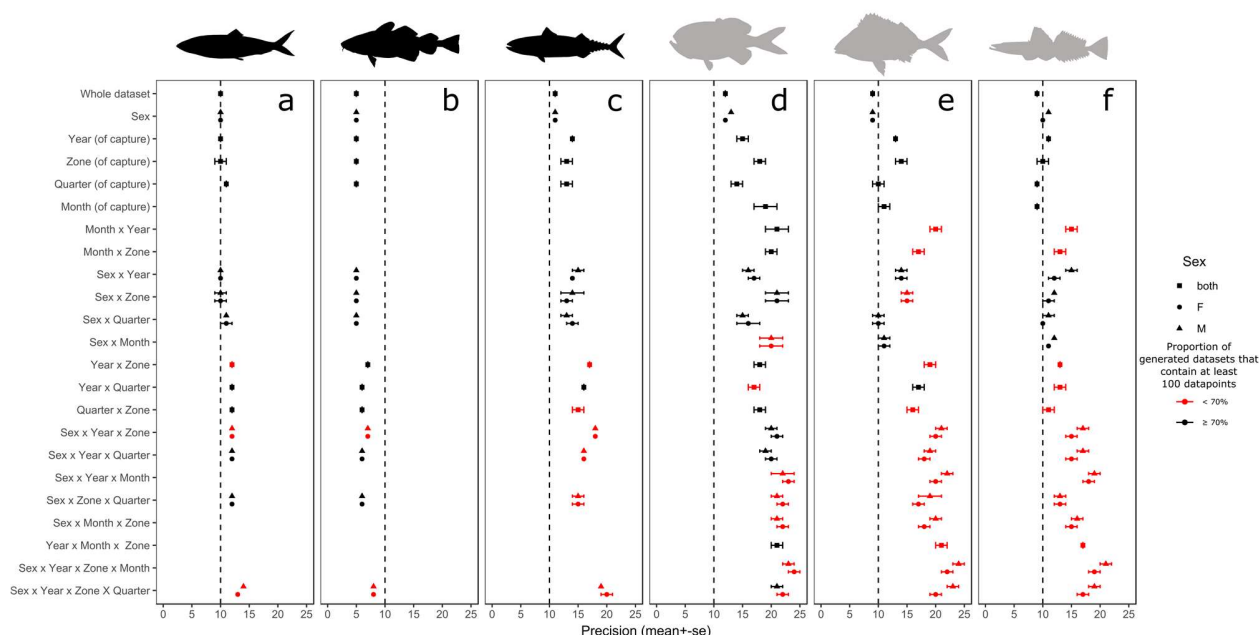 a b c d e f
Whole dataset
Sex
Year (of capture)
Zone (of capture)
Quarter (of capture)
Month (of capture)
Month x Year
Month x Zone
Sex x Year
Sex x Zone
Sex x Quarter
Sex x Month
Year x Zone
Year x Quarter
Quarter x Zone
Sex x Year x Zone
Sex x Year x Quarter
Sex x Year x Month
Sex x Zone x Quarter
Sex x Month x Zone
Year x Month x Zone
Sex x Year x Zone x Month
Sex x Year x Zone X Quarter
0 5 10 15 20 25 0 5 10 15 20 25 0 5 10 15 20 25 0 5 10 15 20 25 0 5 10 15 20 25 0 5 10 15 20 25
Precision (mean+-se)
Sex
both
F
M
Proportion of
generated datasets that
contain at least
100 datapoints
< 70%
≥ 70%